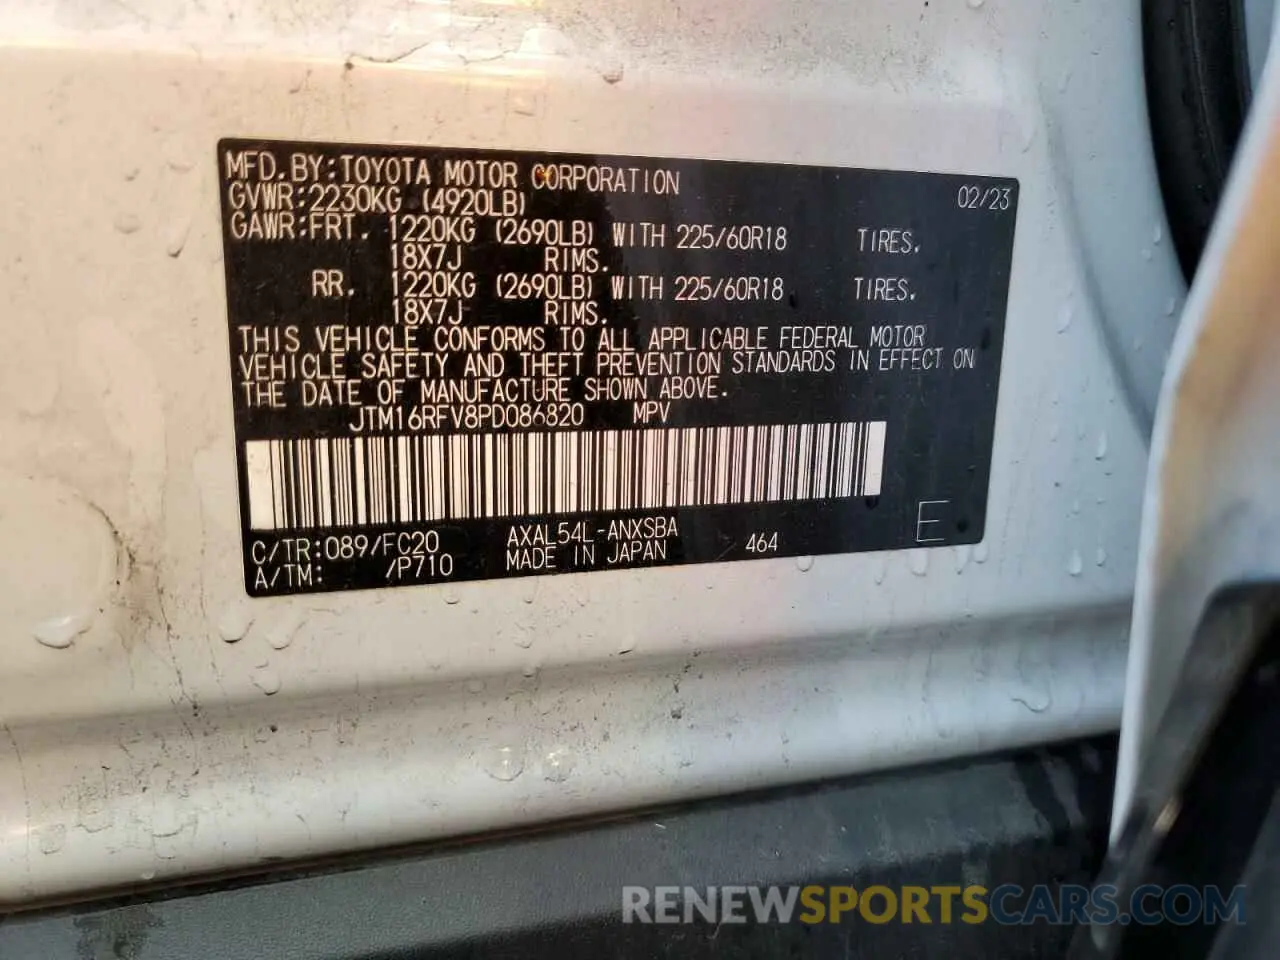 MFD.BY:TOYOTA MOTOR CORPORATION 02/23
GVWR:2230KG (4920LB)
GAWR:FRT. 1220KG (2690LB) WITH 225/60R18 TIRES.
18X7J RIMS.
RR. 1220KG (2690LB) WITH 225/60R18 TIRES.
18X7J RIMS.
THIS VEHICLE CONFORMS TO ALL APPLICABLE FEDERAL MOTOR
VEHICLE SAFETY AND THEFT PREVENTION STANDARDS IN EFFECT ON
THE DATE OF MANUFACTURE SHOWN ABOVE.
JTM16RFV8PD086820 MPV
C/TR:089/FC20 AXAL54L-ANXSBA 464 E
A/TM: /P710 MADE IN JAPAN
RENEWSPORTSCARS.COM